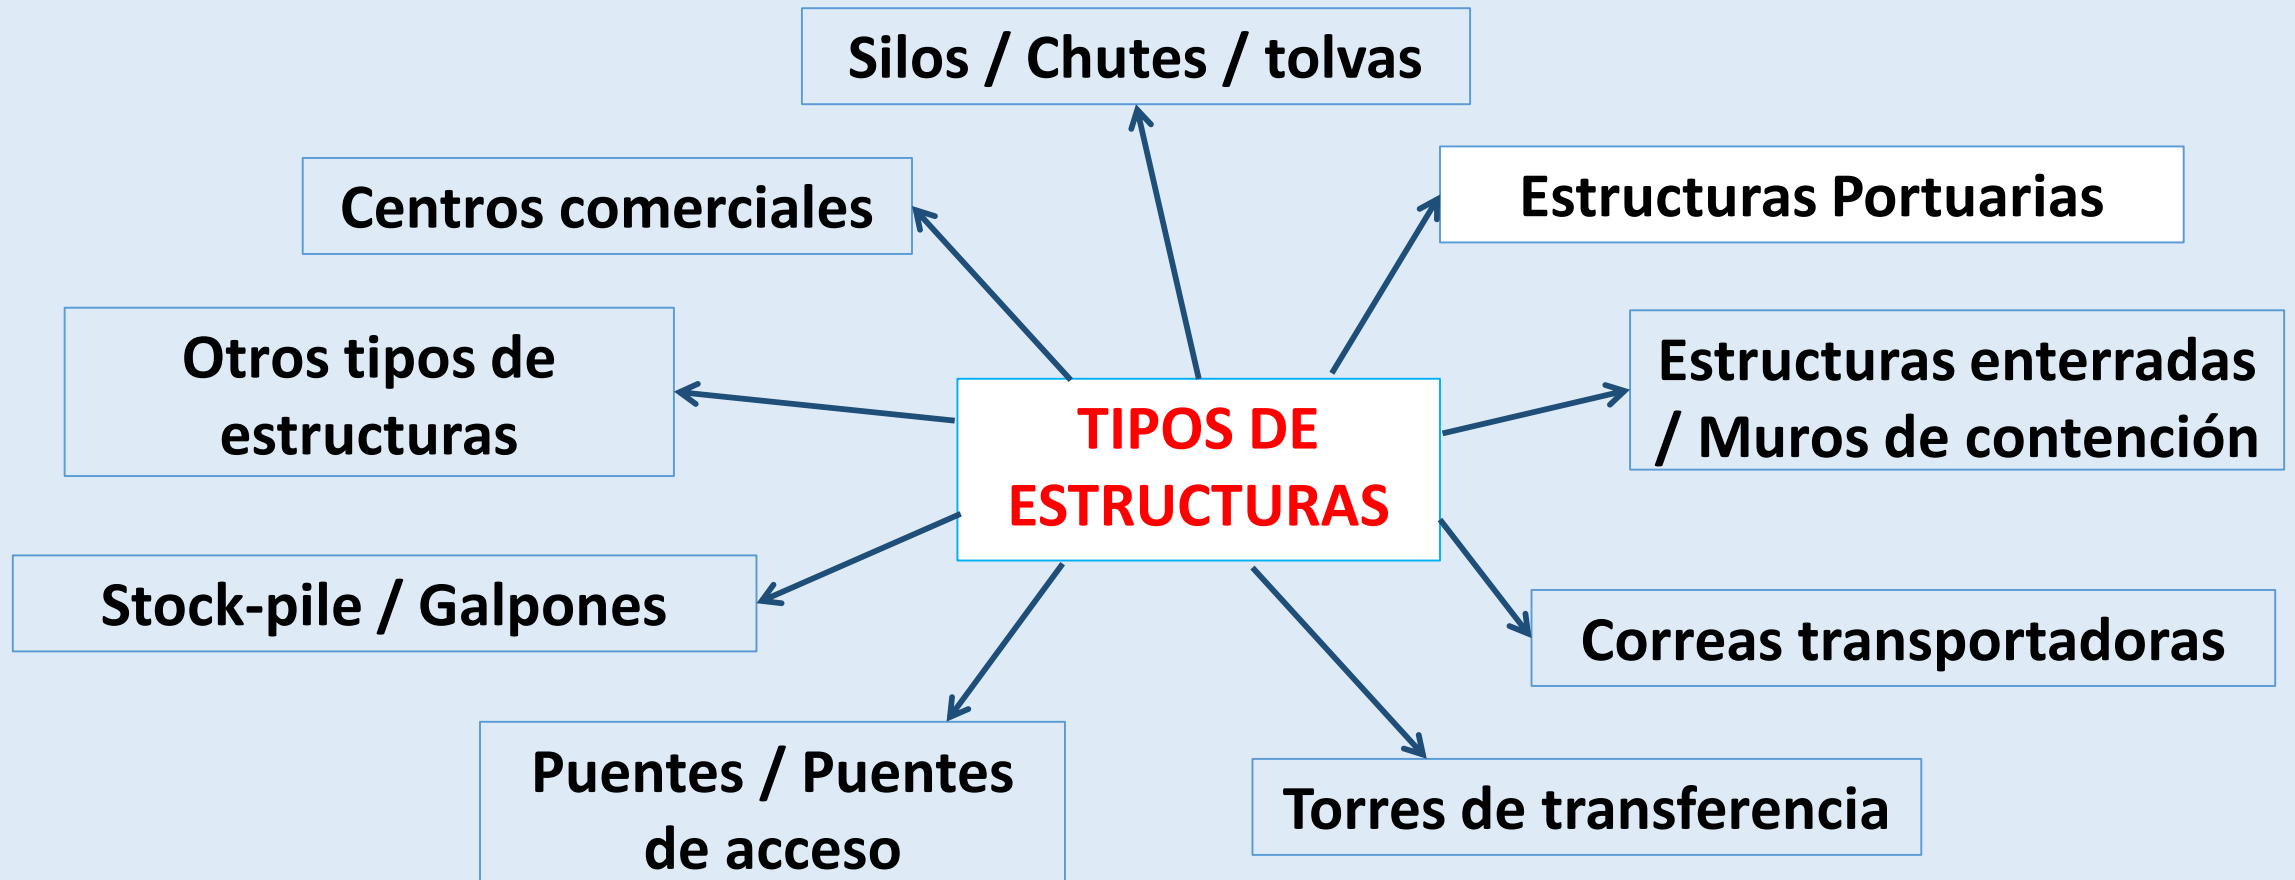 Silos / Chutes / tolvas
Centros comerciales
Estructuras Portuarias
Otros tipos de
estructuras
Estructuras enterradas
/ Muros de contención
TIPOS DE
ESTRUCTURAS
Stock-pile / Galpones
Correas transportadoras
Puentes / Puentes
de acceso
Torres de transferencia